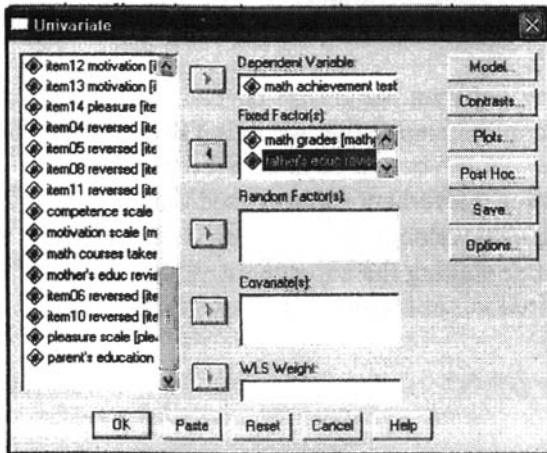 Univariate
item12 motivation [i
item13 motivation [i
item14 pleasure [ite
item04 reversed [ite
item05 reversed [ite
item08 reversed [ite
item11 reversed [ite
competence scale
motivation scale [m
math courses taken
mother's educ revis
item06 reversed [ite
item10 reversed [ite
pleasure scale [plea
parent's education
Dependent Variable:
math achievement test
Fixed Factor(s):
math grades [mathg
father's educ revis
Random Factor(s):
Covariate(s):
WLS Weight:
Model...
Contrasts...
Plots...
Post Hoc...
Save...
Options...
OK
Paste
Reset
Cancel
Help